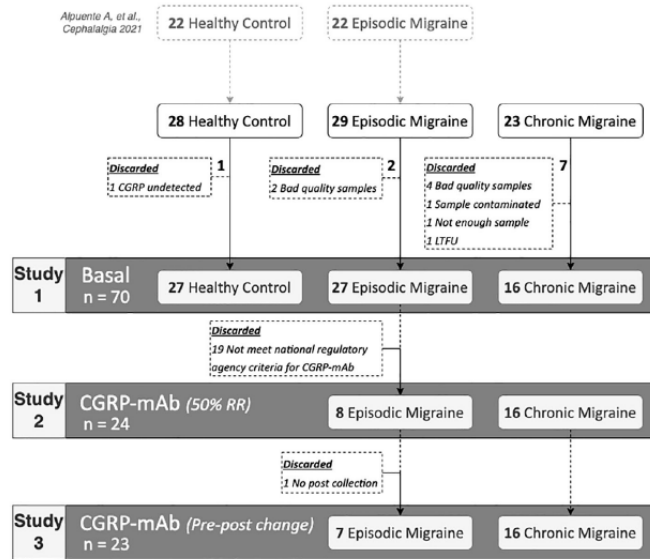 Alpuente A, et al.,
Cephalalgia 2021
22 Healthy Control
22 Episodic Migraine
28 Healthy Control
29 Episodic Migraine
23 Chronic Migraine
Discarded
1 CGRP undetected
1
Discarded
2 Bad quality samples
2
Discarded
4 Bad quality samples
1 Sample contaminated
1 Not enough sample
1 LTFU
7
Study
1
Basal
n = 70
27 Healthy Control
27 Episodic Migraine
16 Chronic Migraine
Discarded
19 Not meet national regulatory
agency criteria for CGRP-mAb
Study
2
CGRP-mAb (50% RR)
n = 24
8 Episodic Migraine
16 Chronic Migraine
Discarded
1 No post collection
Study
3
CGRP-mAb (Pre-post change)
n = 23
7 Episodic Migraine
16 Chronic Migraine